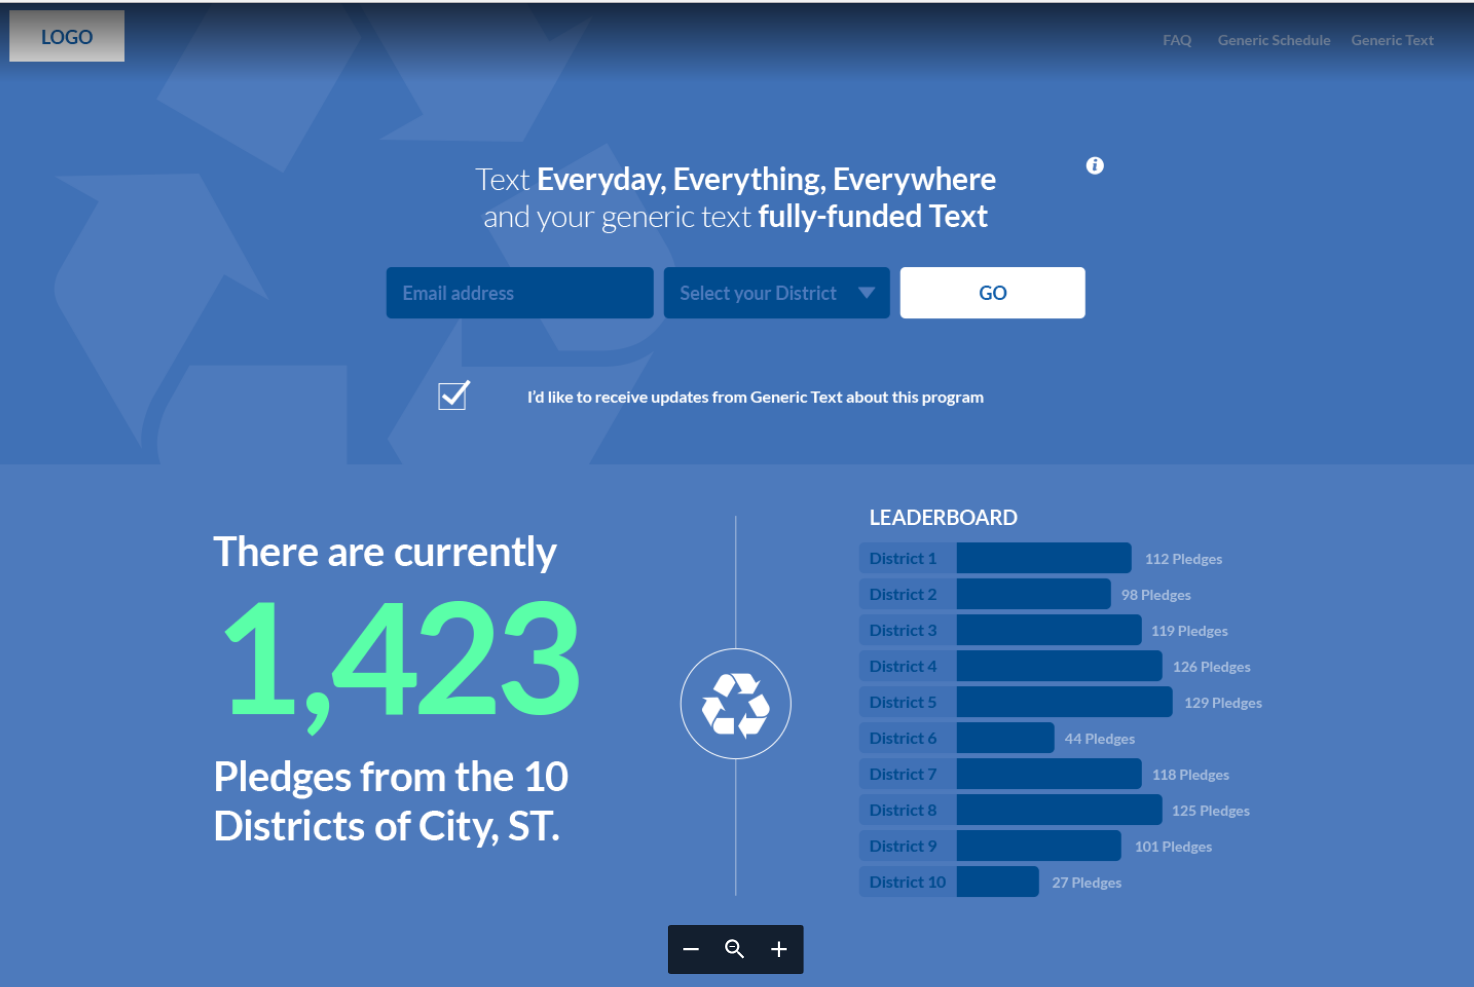 LOGO
FAQ Generic Schedule Generic Text
Text Everyday, Everything, Everywhere
and your generic text fully-funded Text
Email address
Select your District
GO
I'd like to receive updates from Generic Text about this program
There are currently
1,423
Pledges from the 10
Districts of City, ST.
LEADERBOARD
District 1 112 Pledges
District 2 98 Pledges
District 3 119 Pledges
District 4 126 Pledges
District 5 129 Pledges
District 6 44 Pledges
District 7 118 Pledges
District 8 125 Pledges
District 9 101 Pledges
District 10 27 Pledges